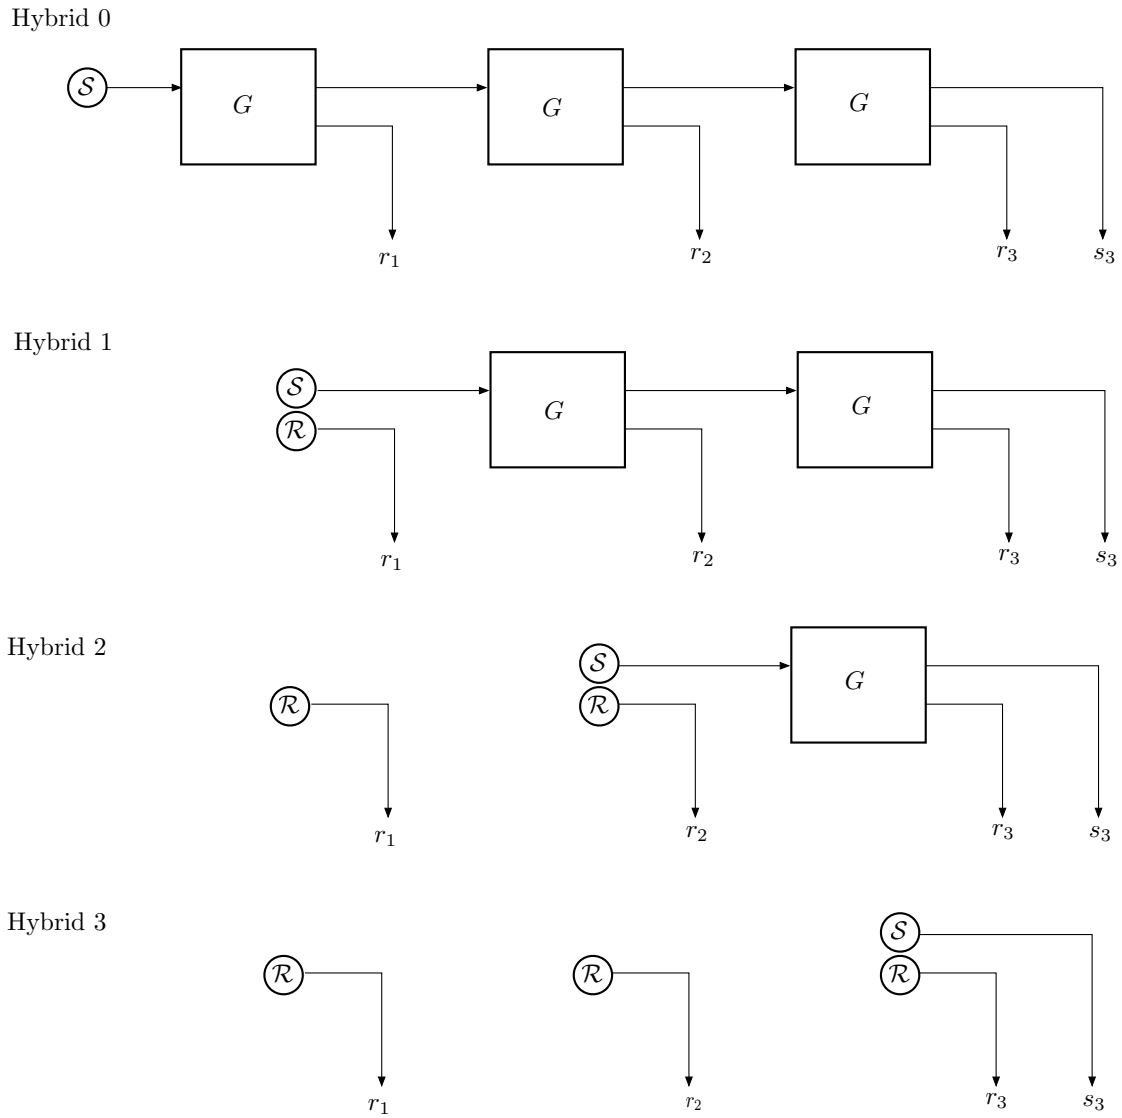 Hybrid 0
𝒮 G G G
r₁ r₂ r₃ s₃
Hybrid 1
𝒮 G G
ℛ
r₁ r₂ r₃ s₃
Hybrid 2
𝒮 G
ℛ ℛ
r₁ r₂ r₃ s₃
Hybrid 3
𝒮
ℛ ℛ ℛ
r₁ r₂ r₃ s₃